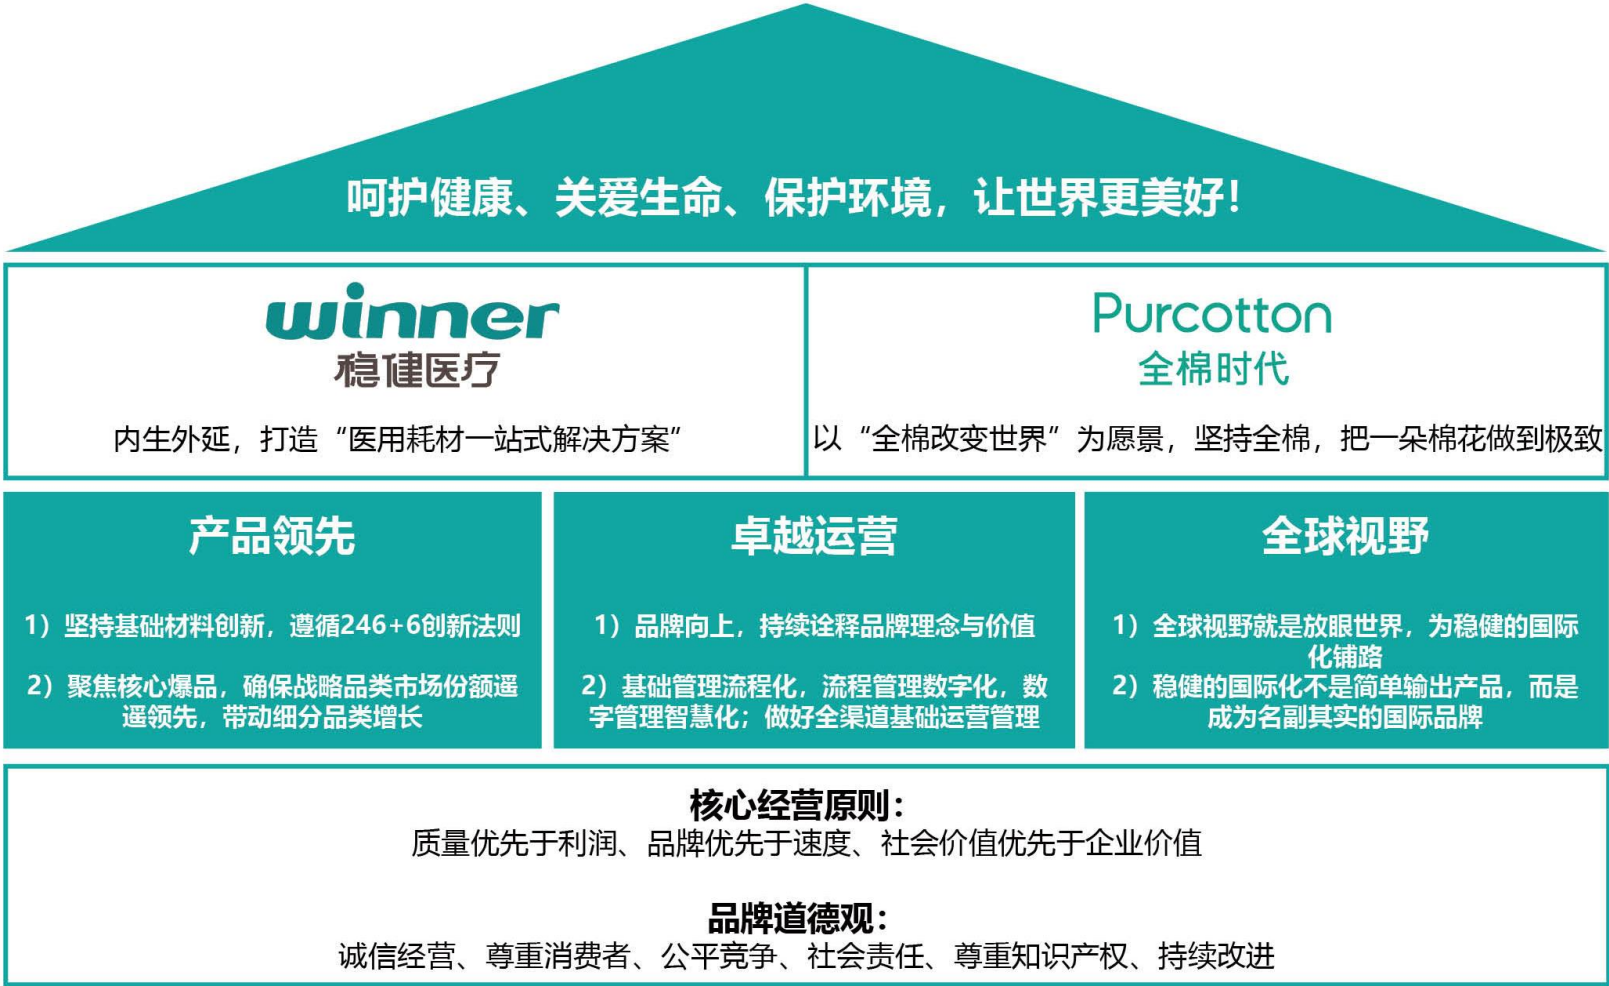 呵护健康、关爱生命、保护环境，让世界更美好！
winner
稳健医疗
内生外延，打造“医用耗材一站式解决方案”
Purcotton
全棉时代
以“全棉改变世界”为愿景，坚持全棉，把一朵棉花做到极致
产品领先
1）坚持基础材料创新，遵循246+6创新法则
2）聚焦核心爆品，确保战略品类市场份额遥
遥领先，带动细分品类增长
卓越运营
1）品牌向上，持续诠释品牌理念与价值
2）基础管理流程化，流程管理数字化，数
字管理智慧化；做好全渠道基础运营管理
全球视野
1）全球视野就是放眼世界，为稳健的国际
化铺路
2）稳健的国际化不是简单输出产品，而是
成为名副其实的国际品牌
核心经营原则：
质量优先于利润、品牌优先于速度、社会价值优先于企业价值
品牌道德观：
诚信经营、尊重消费者、公平竞争、社会责任、尊重知识产权、持续改进